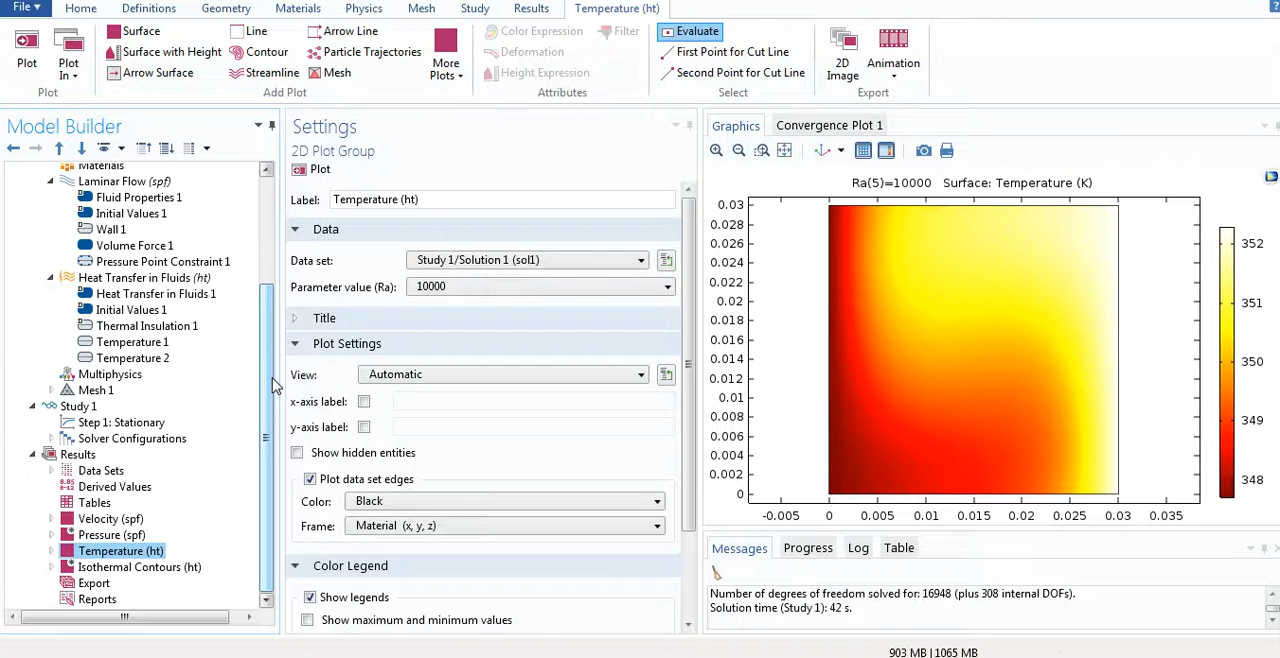 File Home Definitions Geometry Materials Physics Mesh Study Results Temperature (ht)
Plot
Plot In
Plot
Surface Line Arrow Line
Surface with Height Contour Particle Trajectories
Arrow Surface Streamline Mesh
More Plots
Add Plot
Color Expression Filter
Deformation
Height Expression
Attributes
Evaluate
First Point for Cut Line
Second Point for Cut Line
Select
2D Image
Animation
Export
Model Builder
Materials
Laminar Flow (spf)
Fluid Properties 1
Initial Values 1
Wall 1
Volume Force 1
Pressure Point Constraint 1
Heat Transfer in Fluids (ht)
Heat Transfer in Fluids 1
Initial Values 1
Thermal Insulation 1
Temperature 1
Temperature 2
Multiphysics
Mesh 1
Study 1
Step 1: Stationary
Solver Configurations
Results
Data Sets
8.85
e-12
Derived Values
Tables
Velocity (spf)
Pressure (spf)
Temperature (ht)
Isothermal Contours (ht)
Export
Reports
Settings
2D Plot Group
Plot
Label: Temperature (ht)
Data
Data set: Study 1/Solution 1 (sol1)
Parameter value (Ra): 10000
Title
Plot Settings
View: Automatic
x-axis label:
y-axis label:
Show hidden entities
Plot data set edges
Color: Black
Frame: Material (x, y, z)
Color Legend
Show legends
Show maximum and minimum values
Graphics Convergence Plot 1
Ra(5)=10000 Surface: Temperature (K)
0.03
0.028
0.026
0.024
0.022
0.02
0.018
0.016
0.014
0.012
0.01
0.008
0.006
0.004
0.002
0
-0.005 0 0.005 0.01 0.015 0.02 0.025 0.03 0.035
352
351
350
349
348
Messages Progress Log Table
Number of degrees of freedom solved for: 16948 (plus 308 internal DOFs).
Solution time (Study 1): 42 s.
903 MB | 1065 MB